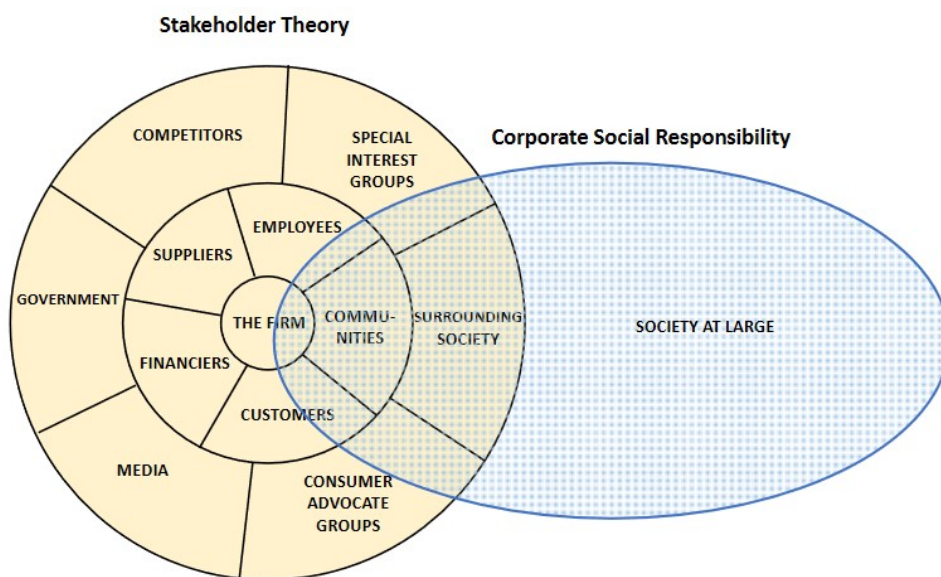 Stakeholder Theory
Corporate Social Responsibility
COMPETITORS
SPECIAL
INTEREST
GROUPS
EMPLOYEES
SUPPLIERS
GOVERNMENT
THE FIRM
COMMU-
NITIES
SURROUNDING
SOCIETY
SOCIETY AT LARGE
FINANCIERS
CUSTOMERS
MEDIA
CONSUMER
ADVOCATE
GROUPS